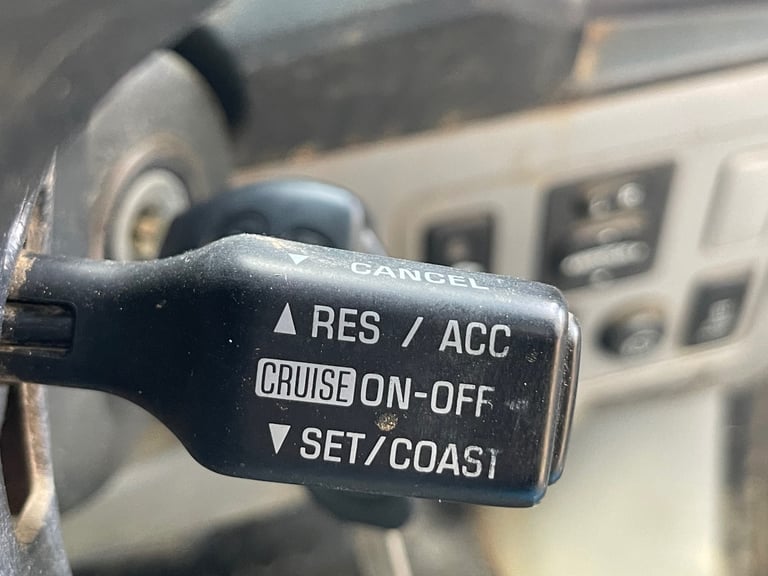 ▼ CANCEL
▲ RES / ACC
CRUISE ON-OFF
▼ SET/COAST